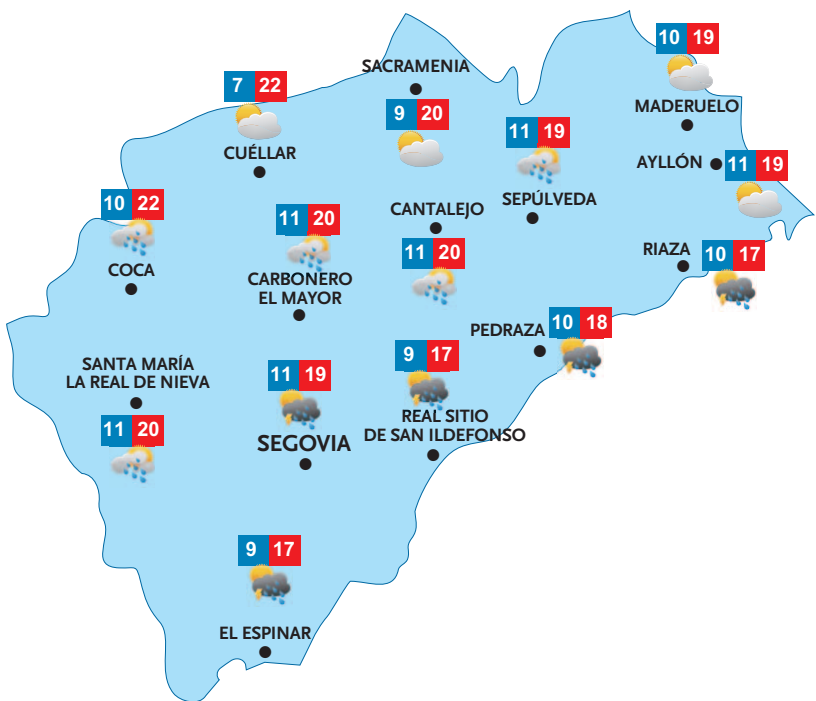 10 19
MADERUELO
SACRAMENIA
9 20
7 22
CUÉLLAR
11 19
SEPÚLVEDA
AYLLÓN
11 19
10 22
COCA
11 20
CARBONERO
EL MAYOR
CANTALEJO
11 20
RIAZA
10 17
PEDRAZA
10 18
SANTA MARÍA
LA REAL DE NIEVA
11 20
11 19
SEGOVIA
9 17
REAL SITIO
DE SAN ILDEFONSO
9 17
EL ESPINAR